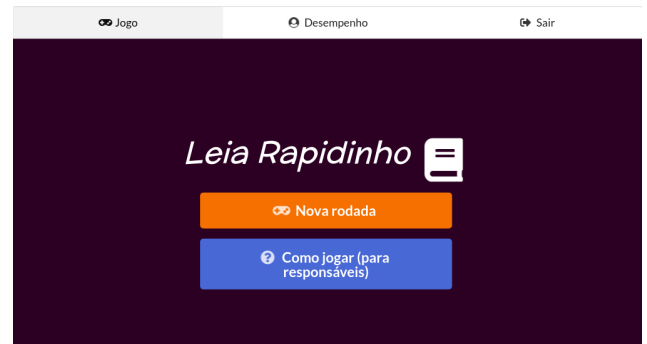 Jogo
Desempenho
Sair
Leia Rapidinho
Nova rodada
Como jogar (para
responsáveis)